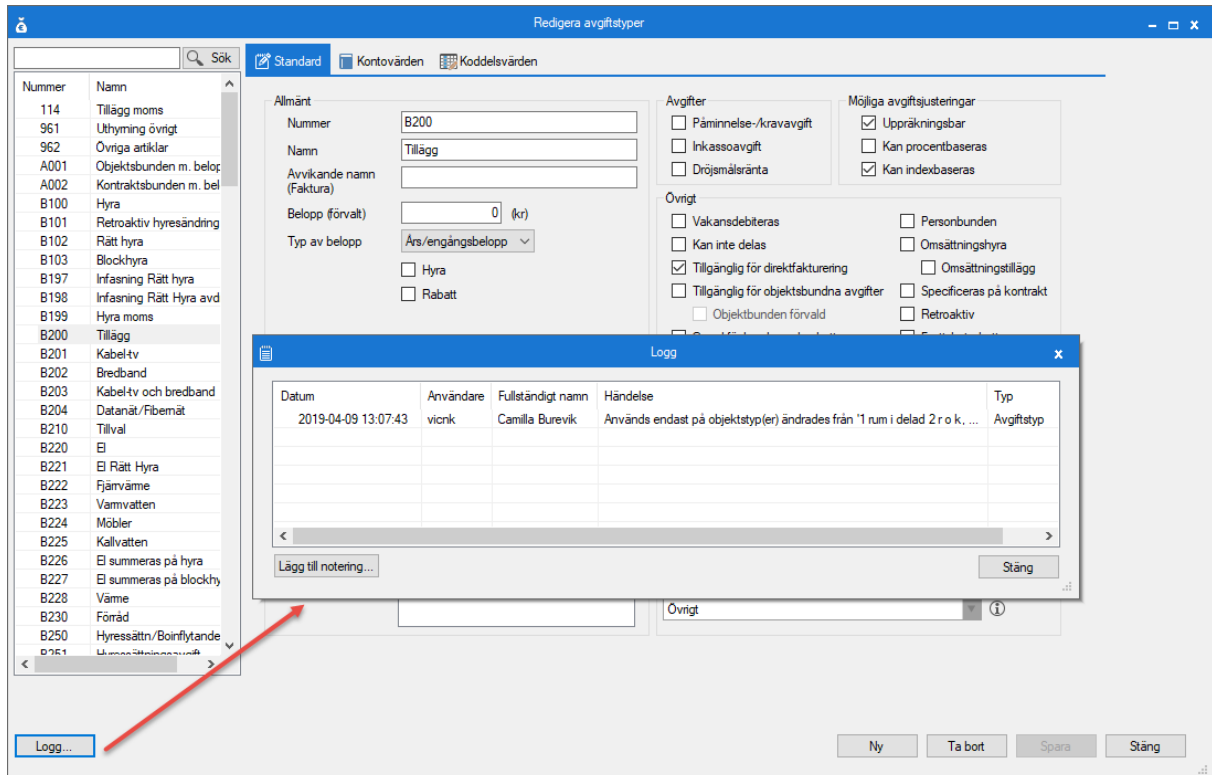 Redigera avgiftstyper
Sök
Standard Kontovärden Koddelsvärden
Nummer Namn
114 Tillägg moms
961 Uthyrning övrigt
962 Övriga artiklar
A001 Objektsbunden m. belop
A002 Kontraktsbunden m. bel
B100 Hyra
B101 Retroaktiv hyresändring
B102 Rätt hyra
B103 Blockhyra
B197 Infasning Rätt hyra
B198 Infasning Rätt Hyra avd
B199 Hyra moms
B200 Tillägg
B201 Kabel-tv
B202 Bredband
B203 Kabel-tv och bredband
B204 Datanät/Fibernät
B210 Tillval
B220 El
B221 El Rätt Hyra
B222 Fjärrvärme
B223 Varmvatten
B224 Möbler
B225 Kallvatten
B226 El summeras på hyra
B227 El summeras på blockhy
B228 Värme
B230 Förråd
B250 Hyressättn/Boinflytande
B251 Hyressättningsavgift
Allmänt
Nummer B200
Namn Tillägg
Avvikande namn
(Faktura)
Belopp (förvalt) 0 (kr)
Typ av belopp Års/engångsbelopp
Hyra
Rabatt
Avgifter
Påminnelse-/kravavgift
Inkassoavgift
Dröjsmålsränta
Möjliga avgiftsjusteringar
Uppräkningsbar
Kan procentbaseras
Kan indexbaseras
Övrigt
Vakansdebiteras Personbunden
Kan inte delas Omsättningshyra
Tillgänglig för direktfakturering Omsättningstillägg
Tillgänglig för objektsbundna avgifter Specificeras på kontrakt
Objektbunden förvald Retroaktiv
Logg
Datum Användare Fullständigt namn Händelse Typ
2019-04-09 13:07:43 vicnk Camilla Burevik Används endast på objektstyp(er) ändrades från '1 rum i delad 2 r o k, ... Avgiftstyp
Lägg till notering... Stäng
Övrigt
Logg... Ny Ta bort Spara Stäng